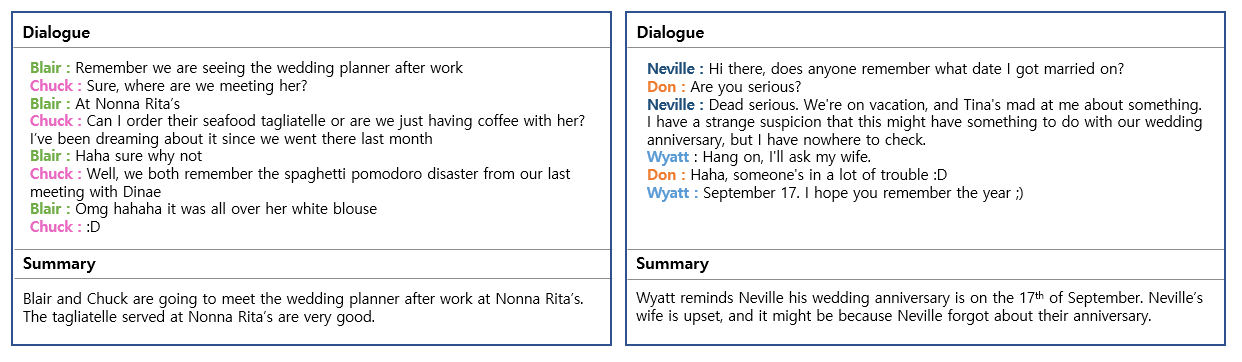 Dialogue
Blair : Remember we are seeing the wedding planner after work
Chuck : Sure, where are we meeting her?
Blair : At Nonna Rita's
Chuck : Can I order their seafood tagliatelle or are we just having coffee with her?
I've been dreaming about it since we went there last month
Blair : Haha sure why not
Chuck : Well, we both remember the spaghetti pomodoro disaster from our last
meeting with Dinae
Blair : Omg hahaha it was all over her white blouse
Chuck : :D
Summary
Blair and Chuck are going to meet the wedding planner after work at Nonna Rita's.
The tagliatelle served at Nonna Rita's are very good.
Dialogue
Neville : Hi there, does anyone remember what date I got married on?
Don : Are you serious?
Neville : Dead serious. We're on vacation, and Tina's mad at me about something.
I have a strange suspicion that this might have something to do with our wedding
anniversary, but I have nowhere to check.
Wyatt : Hang on, I'll ask my wife.
Don : Haha, someone's in a lot of trouble :D
Wyatt : September 17. I hope you remember the year ;)
Summary
Wyatt reminds Neville his wedding anniversary is on the 17th of September. Neville's
wife is upset, and it might be because Neville forgot about their anniversary.